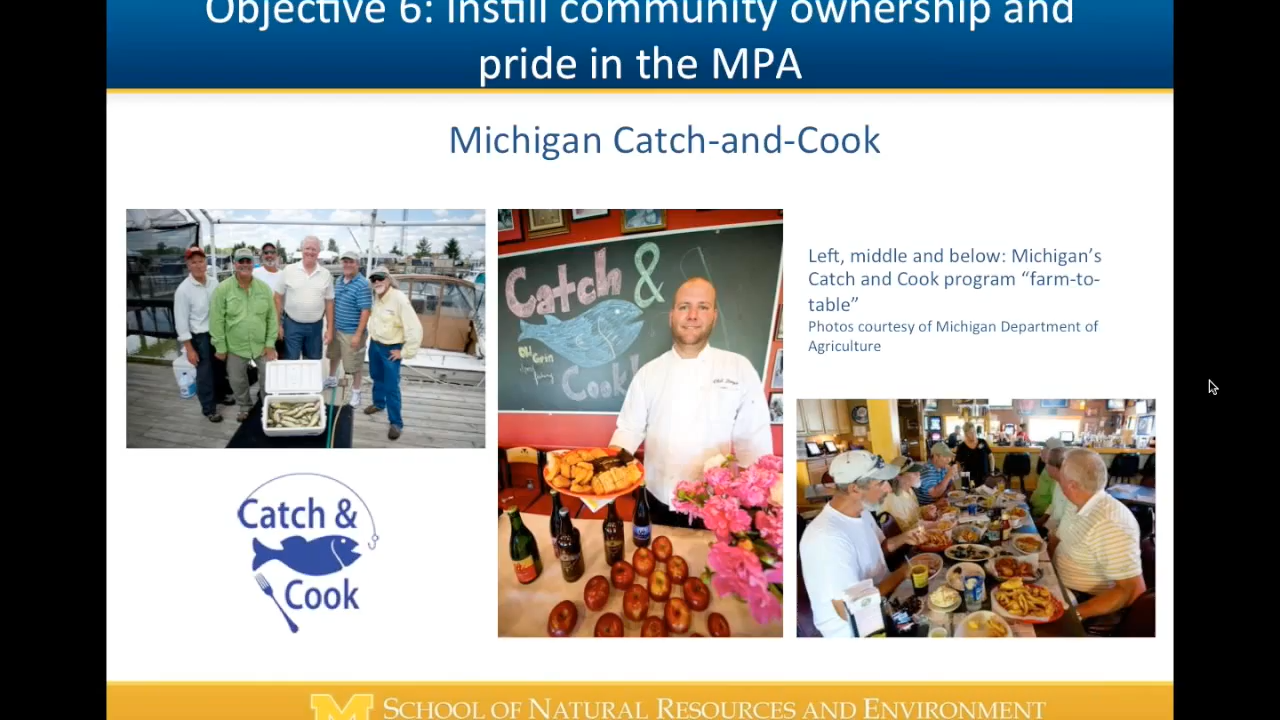 Objective 6: Instill community ownership and
pride in the MPA
Michigan Catch-and-Cook
Left, middle and below: Michigan's
Catch and Cook program “farm-to-
table”
Photos courtesy of Michigan Department of
Agriculture
Catch &
Cook
Catch &
Cook
M SCHOOL OF NATURAL RESOURCES AND ENVIRONMENT